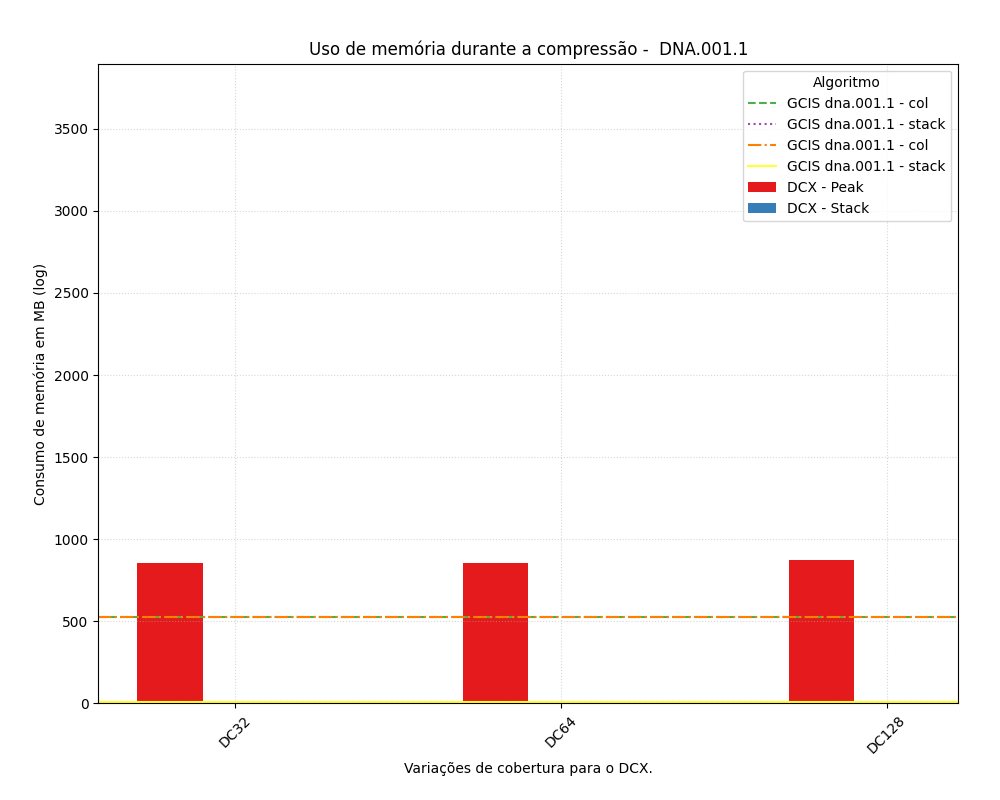 Uso de memória durante a compressão -  DNA.001.1
Algoritmo
GCIS dna.001.1 - col
GCIS dna.001.1 - stack
GCIS dna.001.1 - col
GCIS dna.001.1 - stack
DCX - Peak
DCX - Stack
Consumo de memória em MB (log)
3500
3000
2500
2000
1500
1000
500
0
DC32
DC64
DC128
Variações de cobertura para o DCX.